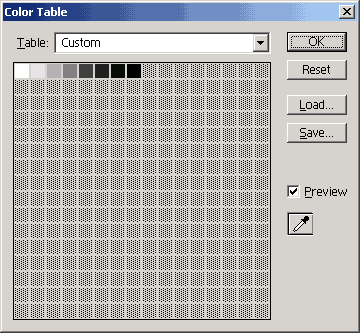 Color Table
Table: Custom
OK
Reset
Load...
Save...
Preview